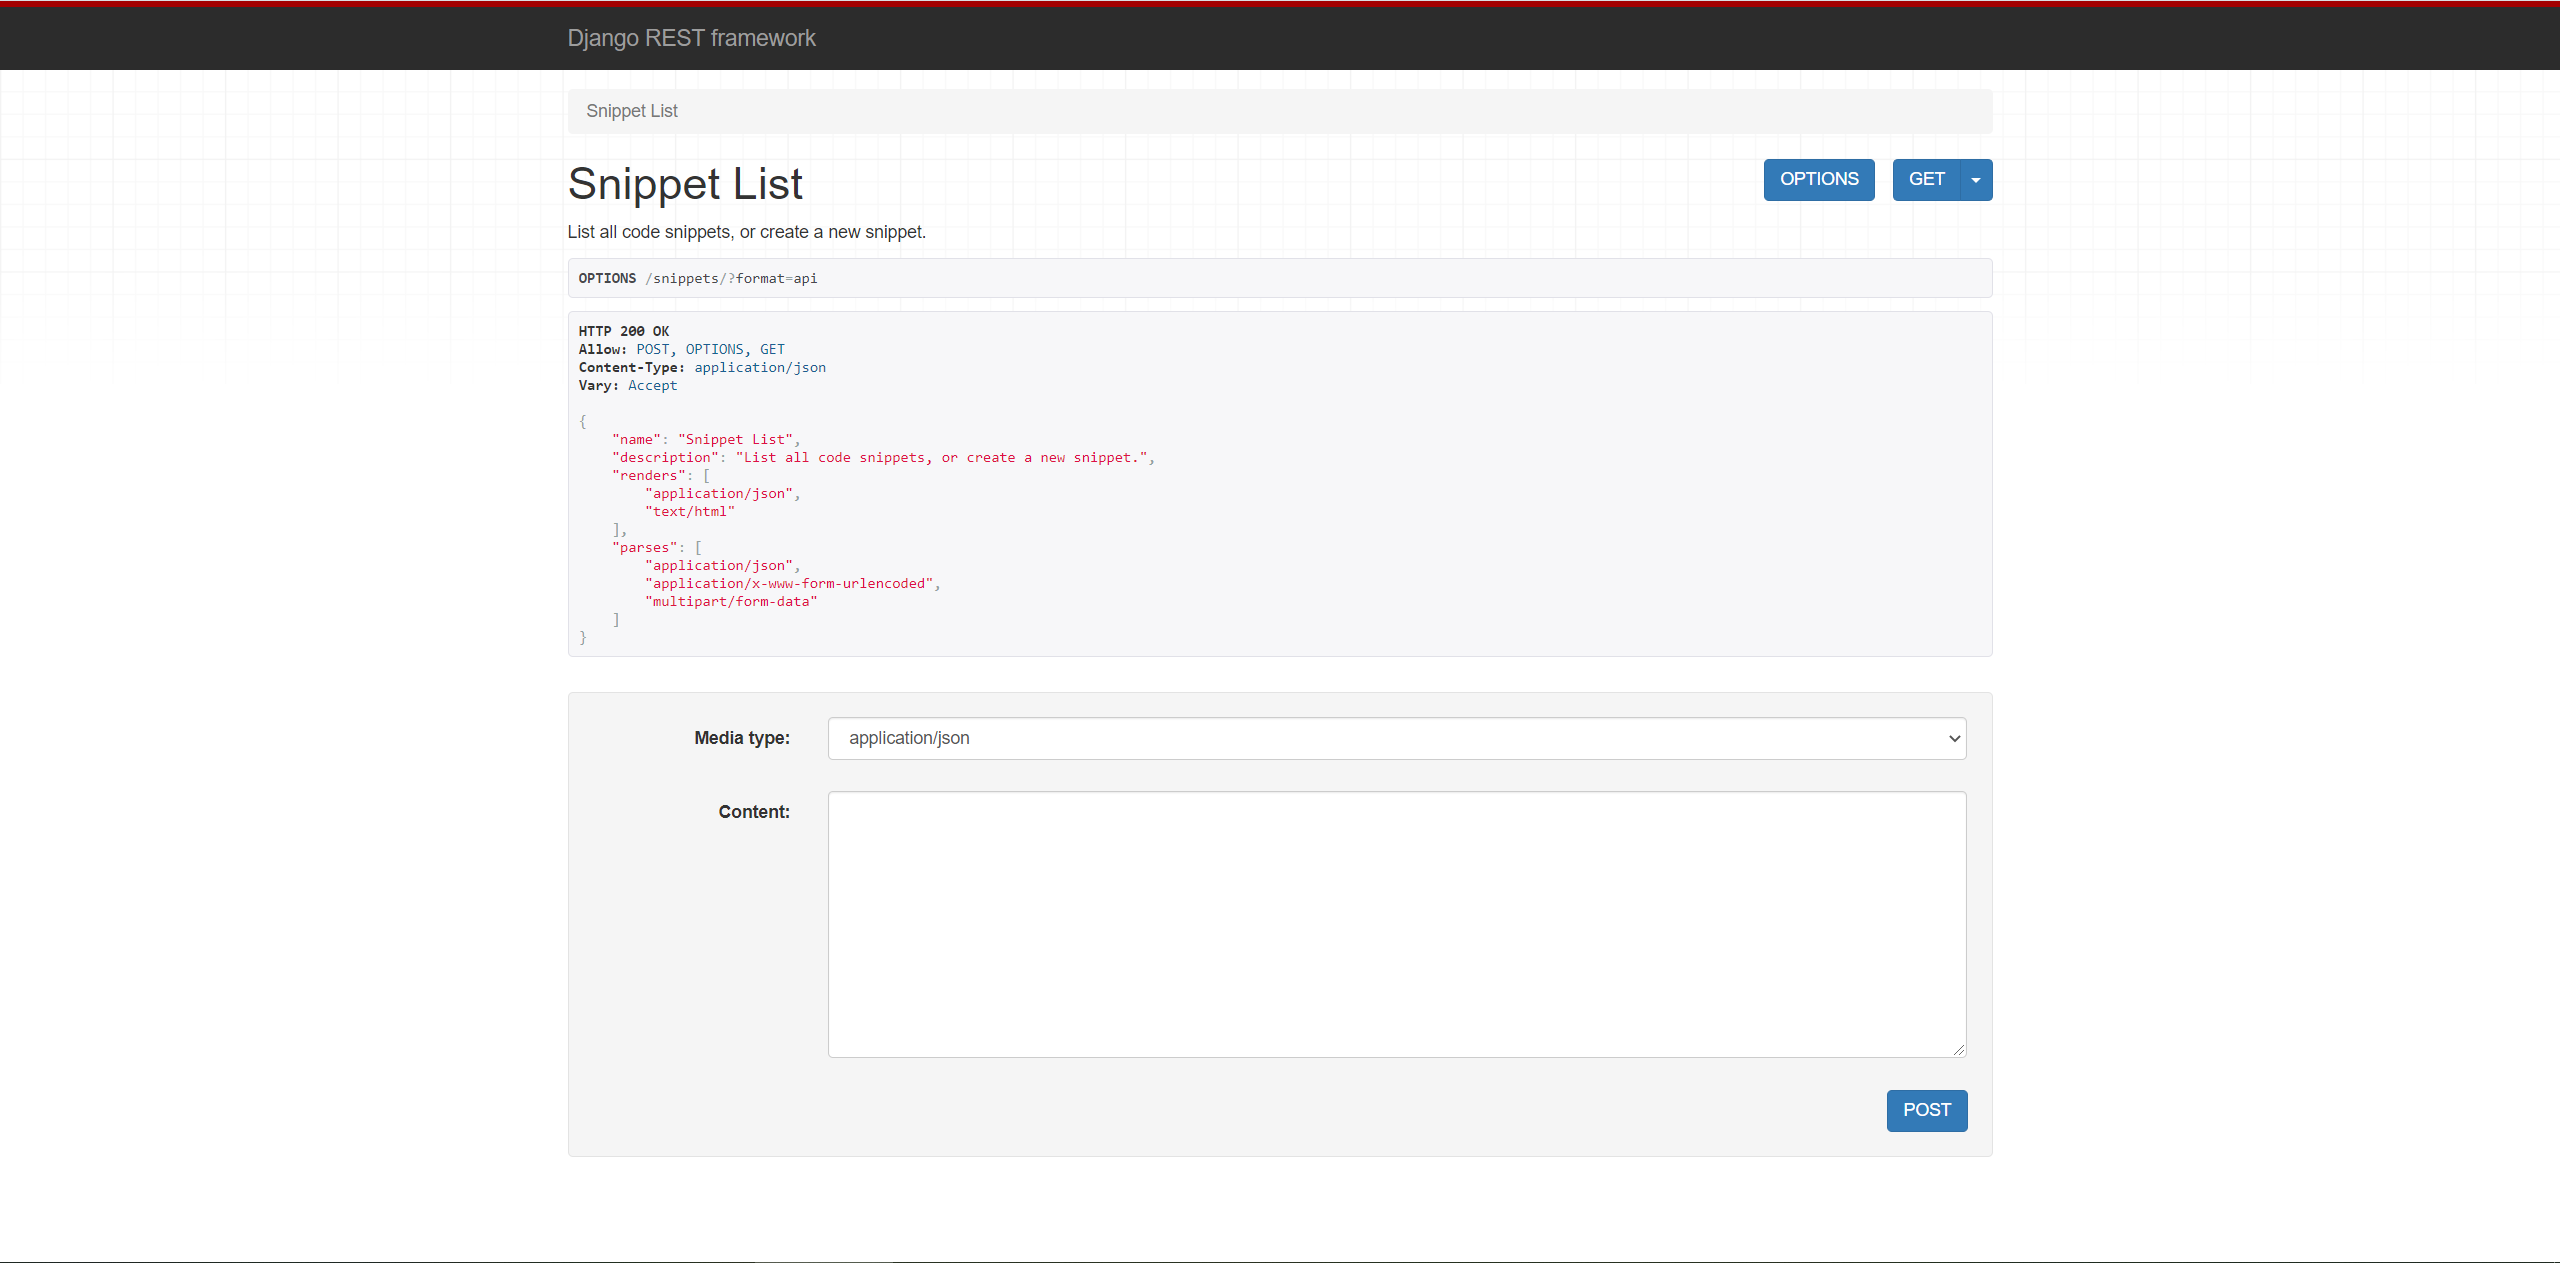 Django REST framework
Snippet List
Snippet List
OPTIONS
GET
List all code snippets, or create a new snippet.
OPTIONS /snippets/?format=api
HTTP 200 OK
Allow: POST, OPTIONS, GET
Content-Type: application/json
Vary: Accept
{
    "name": "Snippet List",
    "description": "List all code snippets, or create a new snippet.",
    "renders": [
        "application/json",
        "text/html"
    ],
    "parses": [
        "application/json",
        "application/x-www-form-urlencoded",
        "multipart/form-data"
    ]
}
Media type:
application/json
Content:
POST